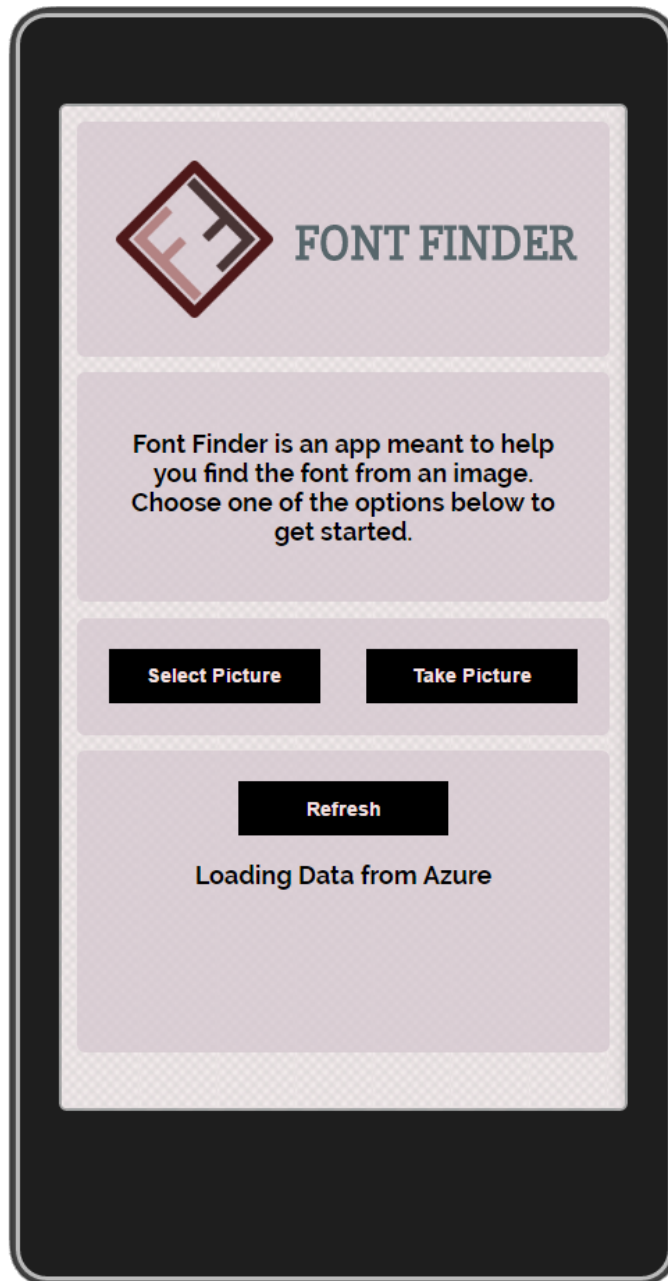 FF
FONT FINDER
Font Finder is an app meant to help
you find the font from an image.
Choose one of the options below to
get started.
Select Picture
Take Picture
Refresh
Loading Data from Azure